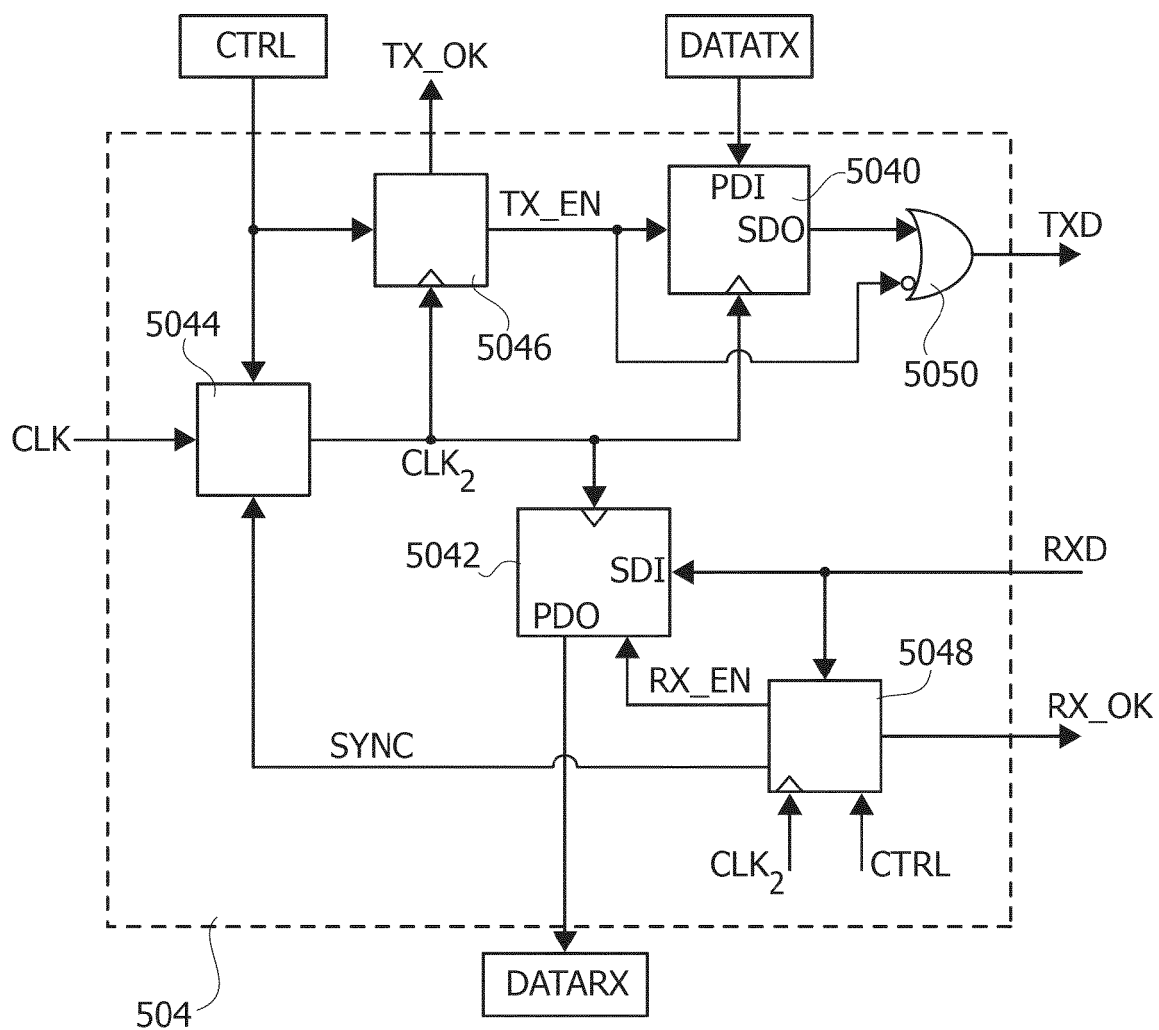 CTRL
TX_OK
DATATX
PDI
5040
TX_EN
SDO
TXD
5044
5046
5050
CLK
CLK₂
5042
SDI
RXD
PDO
RX_EN
5048
RX_OK
SYNC
CLK₂
CTRL
DATARX
504